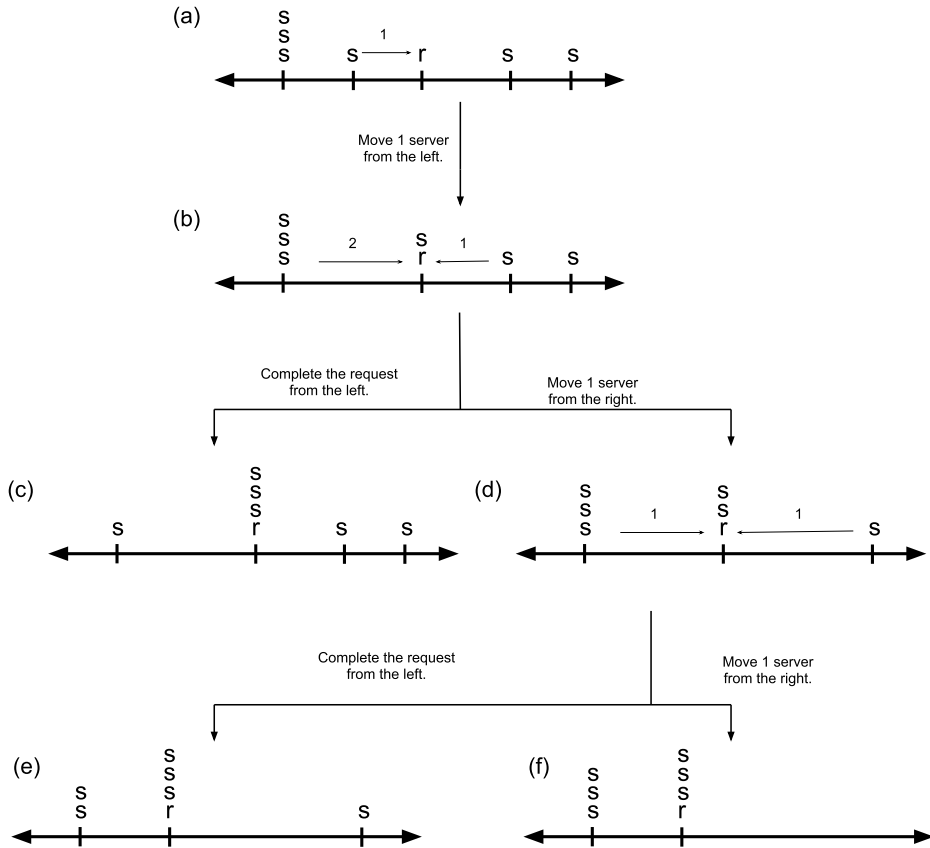 (a)
s
s
s s 1 r s s
Move 1 server
from the left.
(b)
s
s s
s 2 r 1 s s
Complete the request
from the left.
Move 1 server
from the right.
(c)
s
s
s
s r s s
(d)
s s
s s
s 1 r 1 s
Complete the request
from the left.
Move 1 server
from the right.
(e)
s
s
s s
s r s
(f)
s
s s
s s
s r